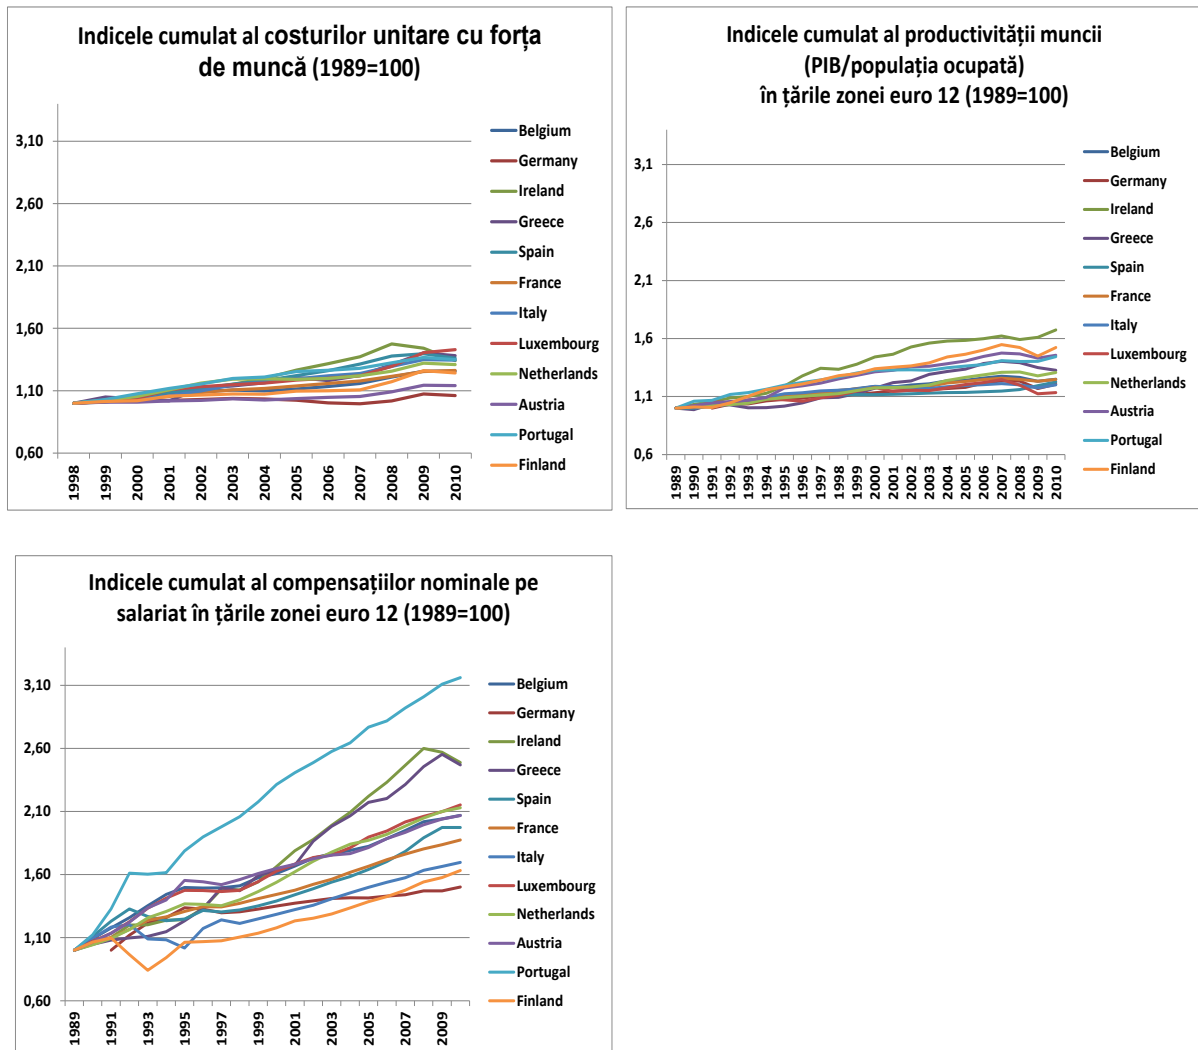 Indicele cumulat al costurilor unitare cu forța
de muncă (1989=100)
3,10
2,60
2,10
1,60
1,10
0,60
1998
1999
2000
2001
2002
2003
2004
2005
2006
2007
2008
2009
2010
Belgium
Germany
Ireland
Greece
Spain
France
Italy
Luxembourg
Netherlands
Austria
Portugal
Finland
Indicele cumulat al productivității muncii
(PIB/populația ocupată)
în țările zonei euro 12 (1989=100)
3,1
2,6
2,1
1,6
1,1
0,6
1989
1990
1991
1992
1993
1994
1995
1996
1997
1998
1999
2000
2001
2002
2003
2004
2005
2006
2007
2008
2009
2010
Belgium
Germany
Ireland
Greece
Spain
France
Italy
Luxembourg
Netherlands
Austria
Portugal
Finland
Indicele cumulat al compensațiilor nominale pe
salariat în țările zonei euro 12 (1989=100)
3,10
2,60
2,10
1,60
1,10
0,60
1989
1991
1993
1995
1997
1999
2001
2003
2005
2007
2009
Belgium
Germany
Ireland
Greece
Spain
France
Italy
Luxembourg
Netherlands
Austria
Portugal
Finland